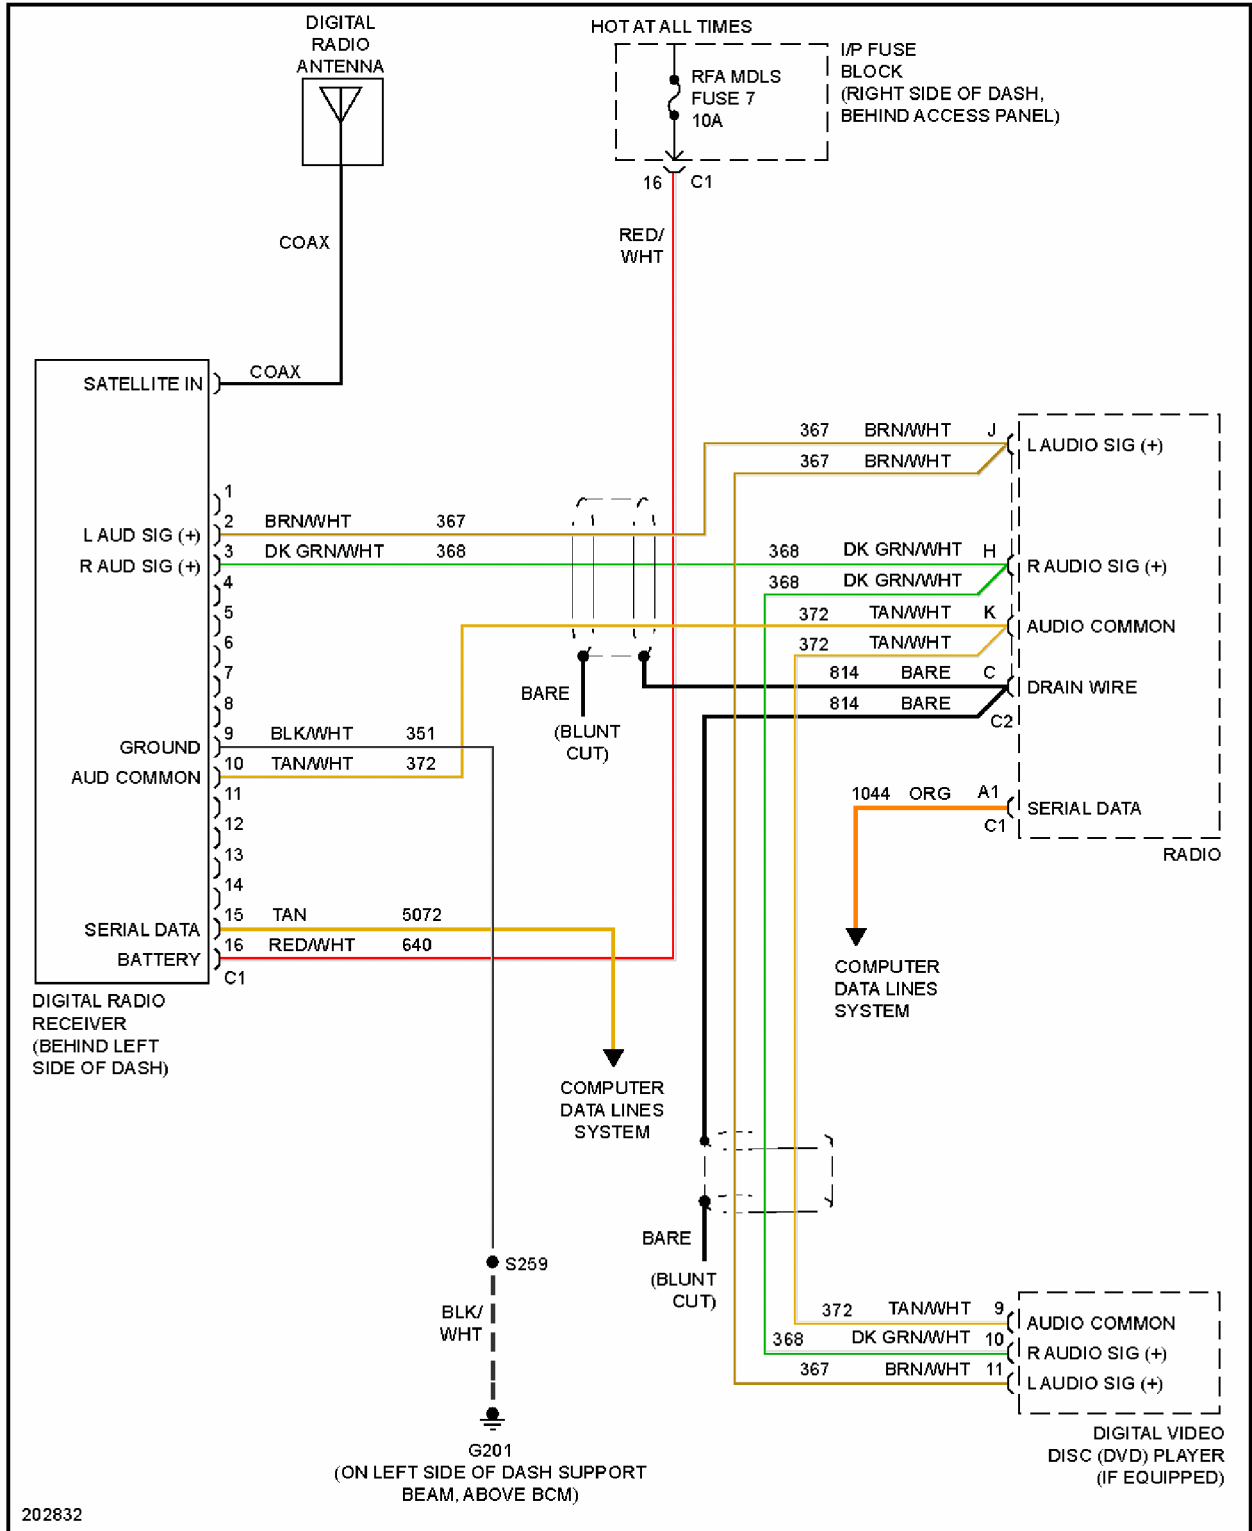 DIGITAL
RADIO
ANTENNA
HOT AT ALL TIMES
RFA MDLS
FUSE 7
10A
I/P FUSE
BLOCK
(RIGHT SIDE OF DASH,
BEHIND ACCESS PANEL)
16 C1
RED/
WHT
COAX
COAX
SATELLITE IN
1
L AUD SIG (+) 2 BRN/WHT 367
R AUD SIG (+) 3 DK GRN/WHT 368
4
5
6
7
8
GROUND 9 BLK/WHT 351
AUD COMMON 10 TAN/WHT 372
11
12
13
14
SERIAL DATA 15 TAN 5072
BATTERY 16 RED/WHT 640
C1
DIGITAL RADIO
RECEIVER
(BEHIND LEFT
SIDE OF DASH)
367 BRN/WHT J L AUDIO SIG (+)
367 BRN/WHT
368 DK GRN/WHT H R AUDIO SIG (+)
368 DK GRN/WHT
372 TAN/WHT K AUDIO COMMON
372 TAN/WHT
814 BARE C DRAIN WIRE
814 BARE
C2
1044 ORG A1 SERIAL DATA
C1
RADIO
BARE
(BLUNT
CUT)
COMPUTER
DATA LINES
SYSTEM
COMPUTER
DATA LINES
SYSTEM
BARE
(BLUNT
CUT)
S259
BLK/
WHT
G201
(ON LEFT SIDE OF DASH SUPPORT
BEAM, ABOVE BCM)
372 TAN/WHT 9 AUDIO COMMON
368 DK GRN/WHT 10 R AUDIO SIG (+)
367 BRN/WHT 11 L AUDIO SIG (+)
DIGITAL VIDEO
DISC (DVD) PLAYER
(IF EQUIPPED)
202832